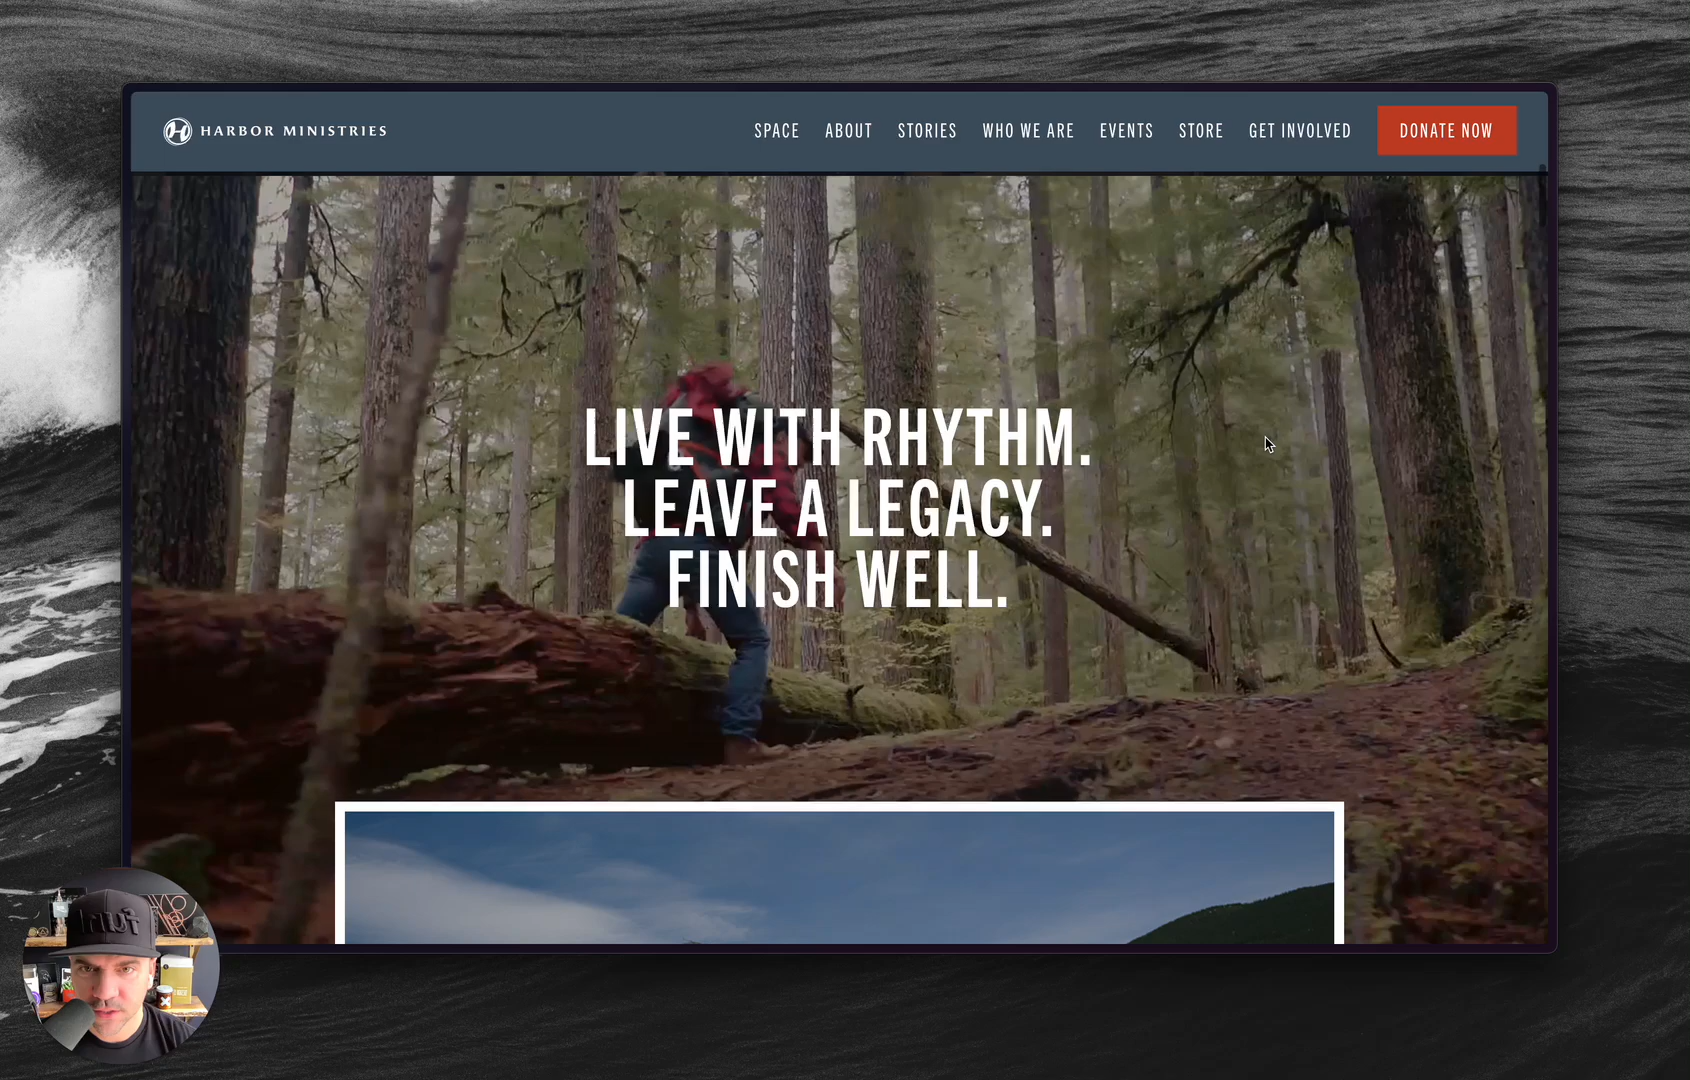 HARBOR MINISTRIES
SPACE ABOUT STORIES WHO WE ARE EVENTS STORE GET INVOLVED DONATE NOW
LIVE WITH RHYTHM.
LEAVE A LEGACY.
FINISH WELL.